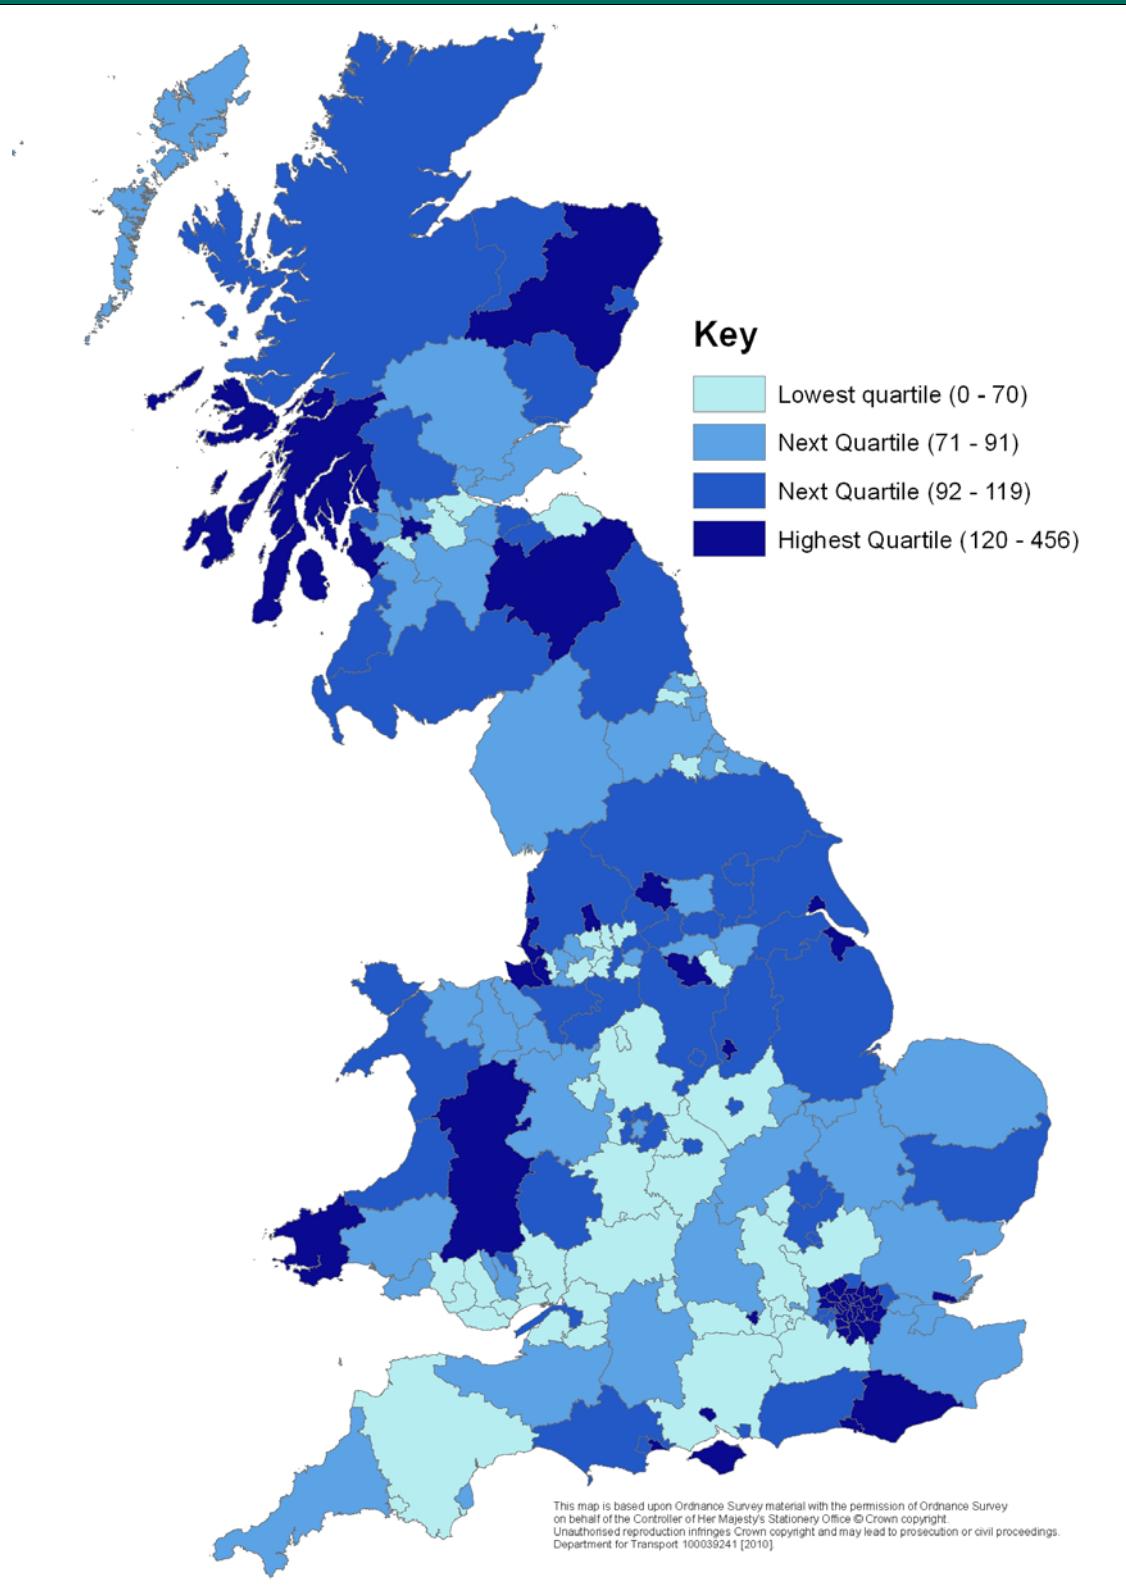 Key
Lowest quartile (0 - 70)
Next Quartile (71 - 91)
Next Quartile (92 - 119)
Highest Quartile (120 - 456)
This map is based upon Ordnance Survey material with the permission of Ordnance Survey
on behalf of the Controller of Her Majesty's Stationery Office © Crown copyright.
Unauthorised reproduction infringes Crown copyright and may lead to prosecution or civil proceedings.
Department for Transport 100039241 [2010]